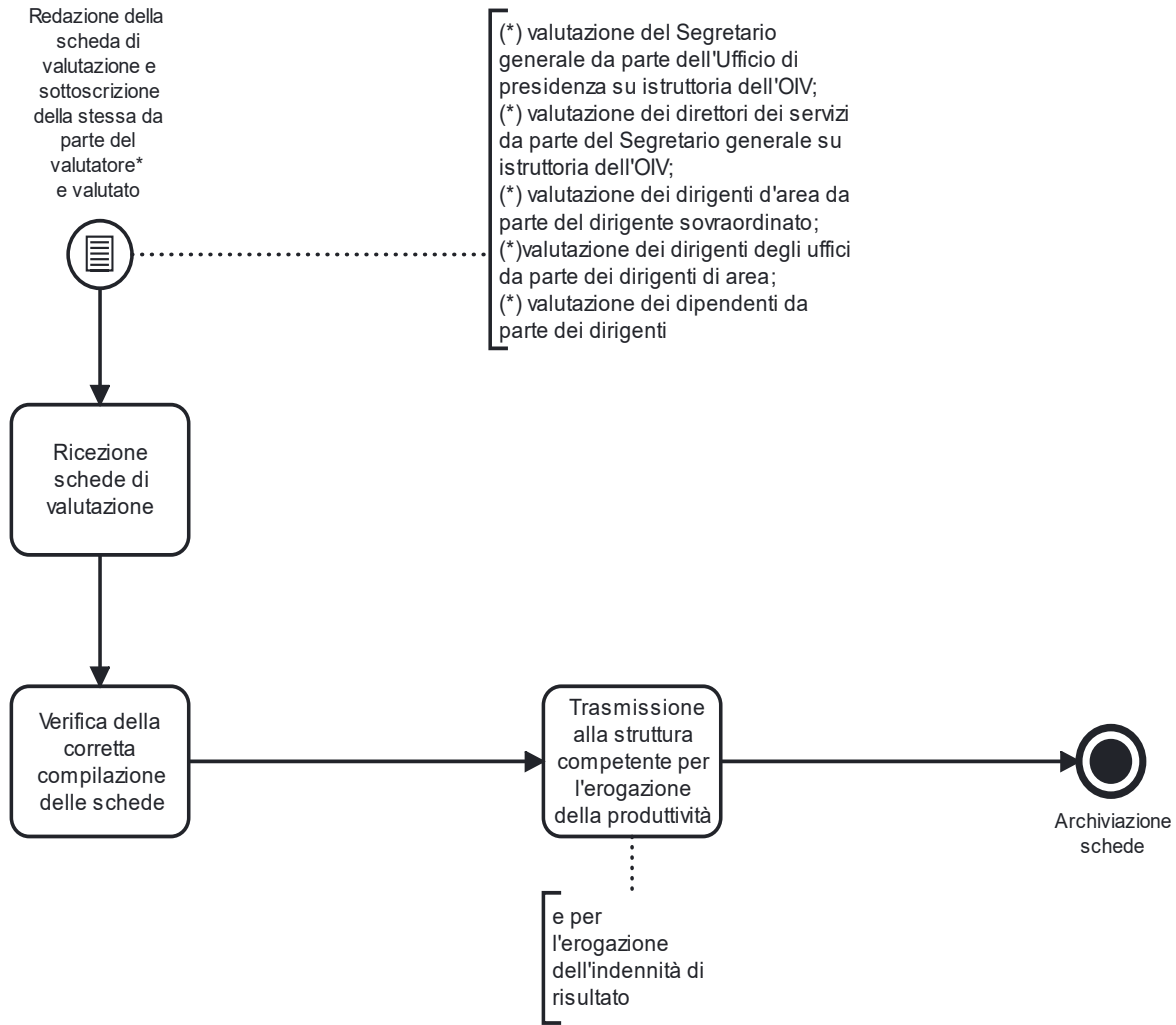 Redazione della
scheda di
valutazione e
sottoscrizione
della stessa da
parte del
valutatore*
e valutato
(*) valutazione del Segretario
generale da parte dell'Ufficio di
presidenza su istruttoria dell'OIV;
(*) valutazione dei direttori dei servizi
da parte del Segretario generale su
istruttoria dell'OIV;
(*) valutazione dei dirigenti d'area da
parte del dirigente sovraordinato;
(*)valutazione dei dirigenti degli uffici
da parte dei dirigenti di area;
(*) valutazione dei dipendenti da
parte dei dirigenti
Ricezione
schede di
valutazione
Verifica della
corretta
compilazione
delle schede
Trasmissione
alla struttura
competente per
l'erogazione
della produttività
Archiviazione
schede
e per
l'erogazione
dell'indennità di
risultato